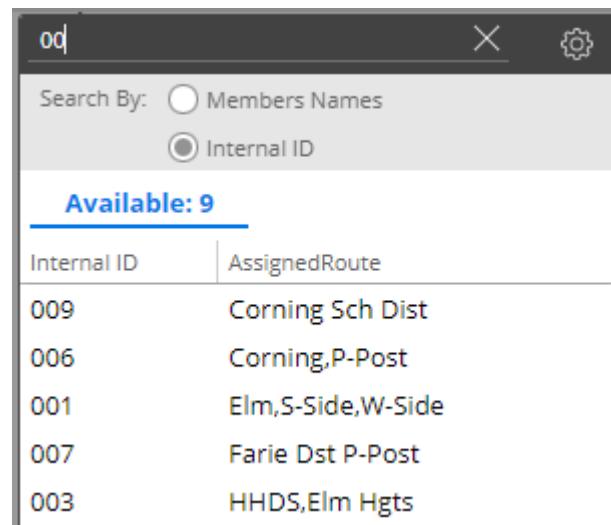 00
Search By: Members Names
Internal ID
Available: 9
Internal ID AssignedRoute
009 Corning Sch Dist
006 Corning,P-Post
001 Elm,S-Side,W-Side
007 Farie Dst P-Post
003 HHDS,Elm Hgts